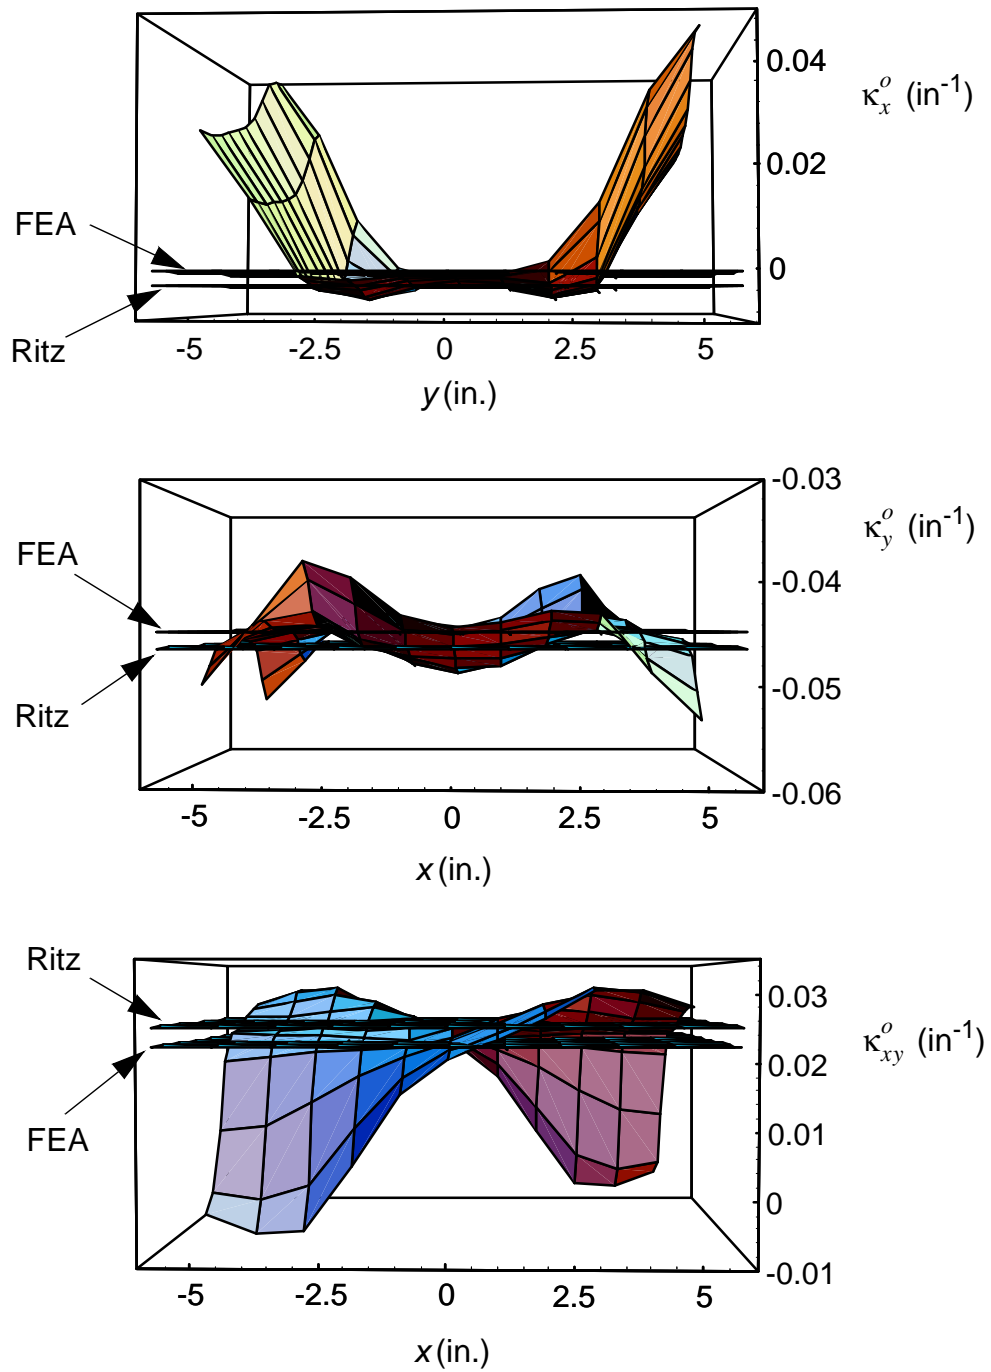 0.04
κ_x^o (in^-1)
0.02
FEA
0
Ritz
-5 -2.5 0 2.5 5
y (in.)
-0.03
κ_y^o (in^-1)
FEA
-0.04
Ritz
-0.05
-0.06
-5 -2.5 0 2.5 5
x (in.)
Ritz
0.03
κ_xy^o (in^-1)
0.02
FEA
0.01
0
-0.01
-5 -2.5 0 2.5 5
x (in.)